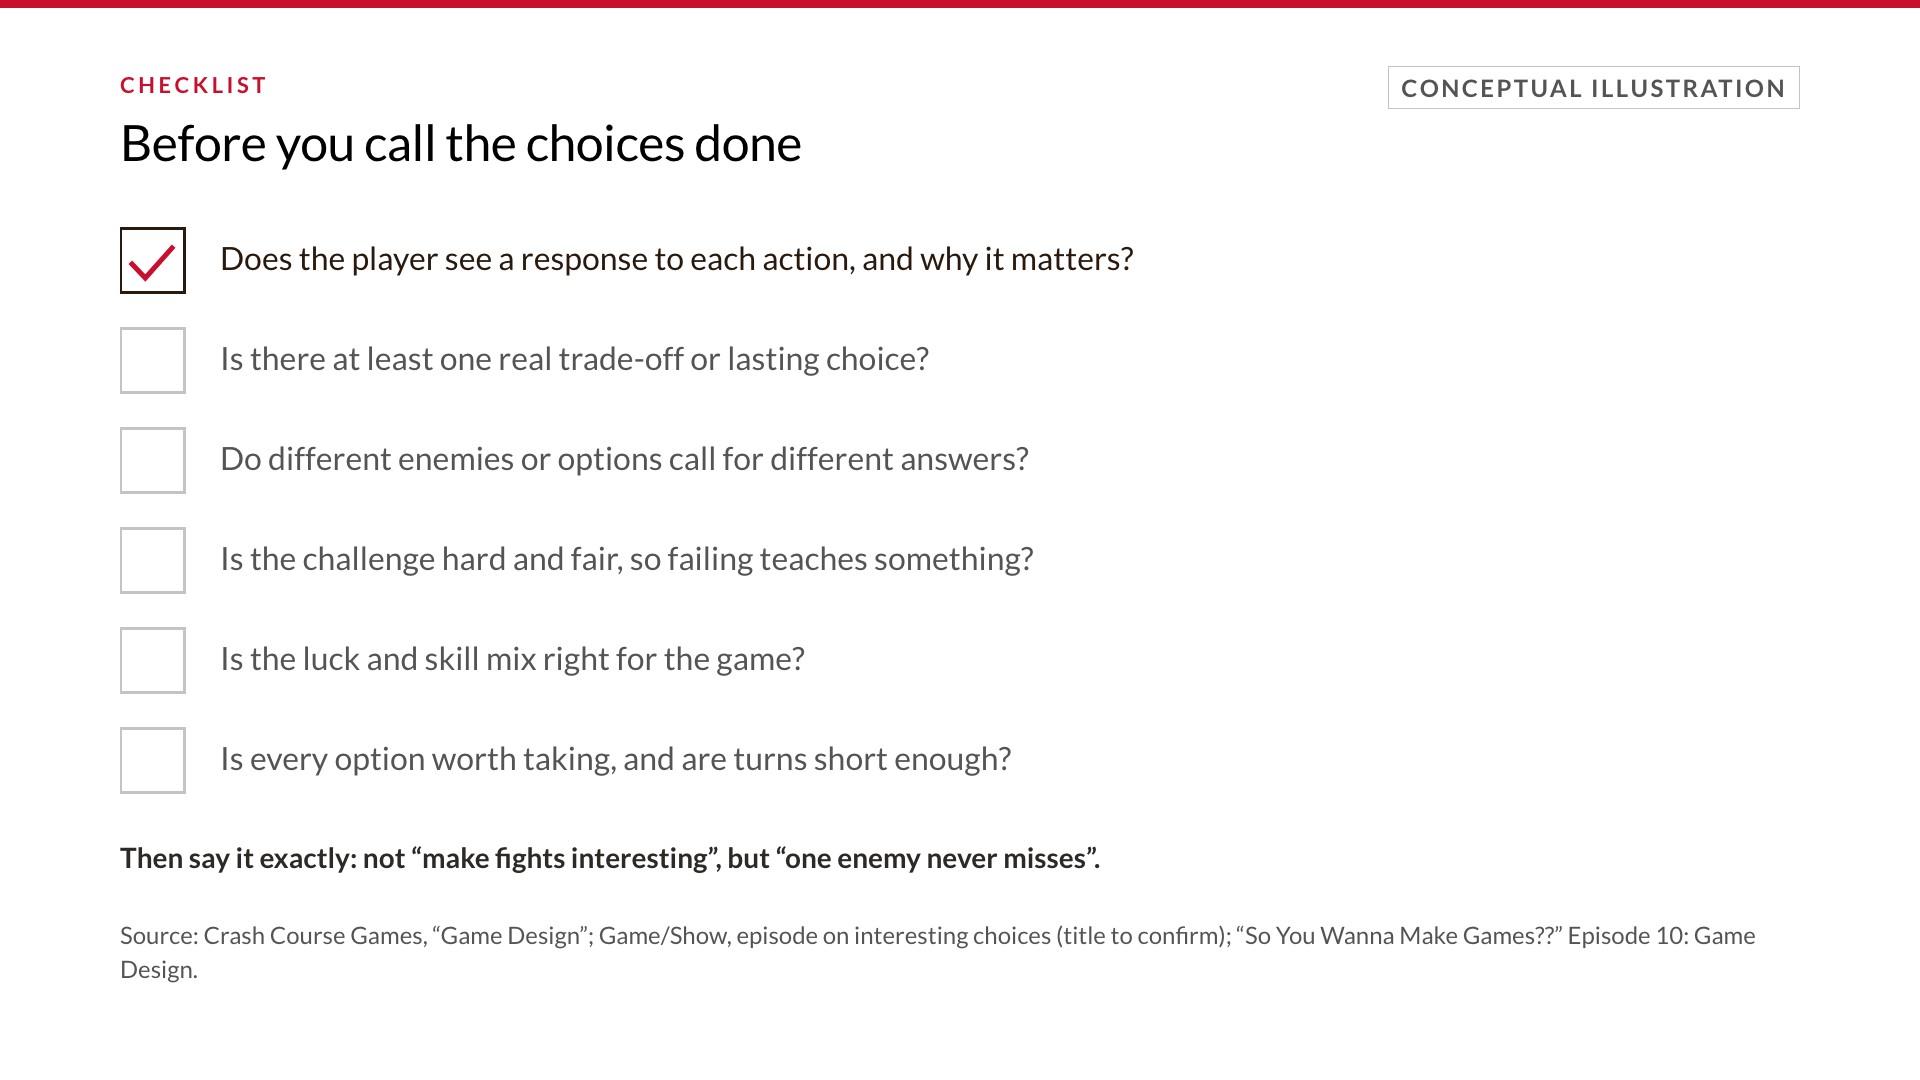 CHECKLIST
CONCEPTUAL ILLUSTRATION
Before you call the choices done
Does the player see a response to each action, and why it matters?
Is there at least one real trade-off or lasting choice?
Do different enemies or options call for different answers?
Is the challenge hard and fair, so failing teaches something?
Is the luck and skill mix right for the game?
Is every option worth taking, and are turns short enough?
Then say it exactly: not “make fights interesting”, but “one enemy never misses”.
Source: Crash Course Games, “Game Design”; Game/Show, episode on interesting choices (title to confirm); “So You Wanna Make Games??” Episode 10: Game
Design.